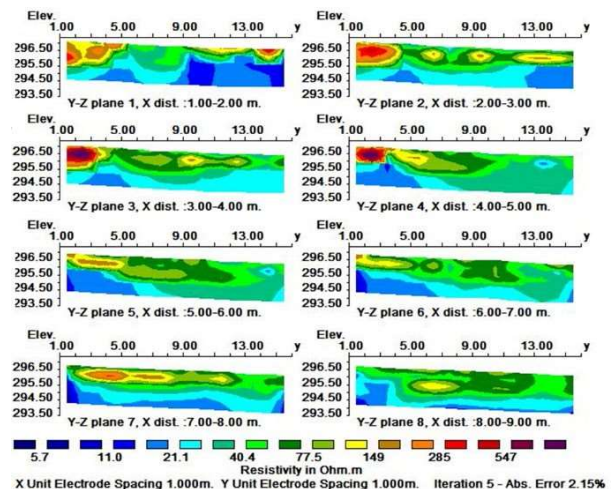 Elev. 1.00 5.00 9.00 13.0 y
296.50
295.50
294.50
293.50
Y-Z plane 1, X dist. :1.00-2.00 m.
Elev. 1.00 5.00 9.00 13.0 y
296.50
295.50
294.50
293.50
Y-Z plane 2, X dist. :2.00-3.00 m.
Elev. 1.00 5.00 9.00 13.0 y
296.50
295.50
294.50
293.50
Y-Z plane 3, X dist. :3.00-4.00 m.
Elev. 1.00 5.00 9.00 13.0 y
296.50
295.50
294.50
293.50
Y-Z plane 4, X dist. :4.00-5.00 m.
Elev. 1.00 5.00 9.00 13.0 y
296.50
295.50
294.50
293.50
Y-Z plane 5, X dist. :5.00-6.00 m.
Elev. 1.00 5.00 9.00 13.0 y
296.50
295.50
294.50
293.50
Y-Z plane 6, X dist. :6.00-7.00 m.
Elev. 1.00 5.00 9.00 13.0 y
296.50
295.50
294.50
293.50
Y-Z plane 7, X dist. :7.00-8.00 m.
Elev. 1.00 5.00 9.00 13.0 y
296.50
295.50
294.50
293.50
Y-Z plane 8, X dist. :8.00-9.00 m.
5.7 11.0 21.1 40.4 77.5 149 285 547
Resistivity in Ohm.m
X Unit Electrode Spacing 1.000m. Y Unit Electrode Spacing 1.000m. Iteration 5 - Abs. Error 2.15%